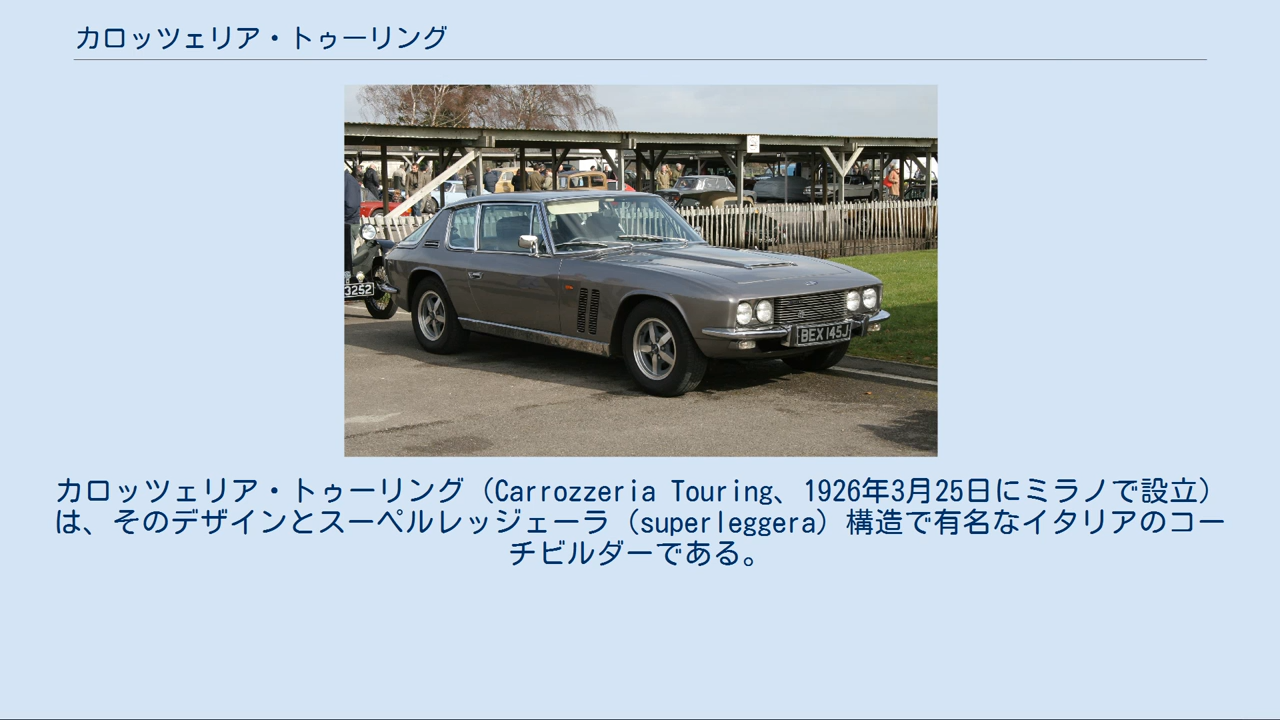 カロッツェリア・トゥーリング
3252
BEX 145J
カロッツェリア・トゥーリング（Carrozzeria Touring、1926年3月25日にミラノで設立）
は、そのデザインとスーペルレッジェーラ（superleggera）構造で有名なイタリアのコー
チビルダーである。